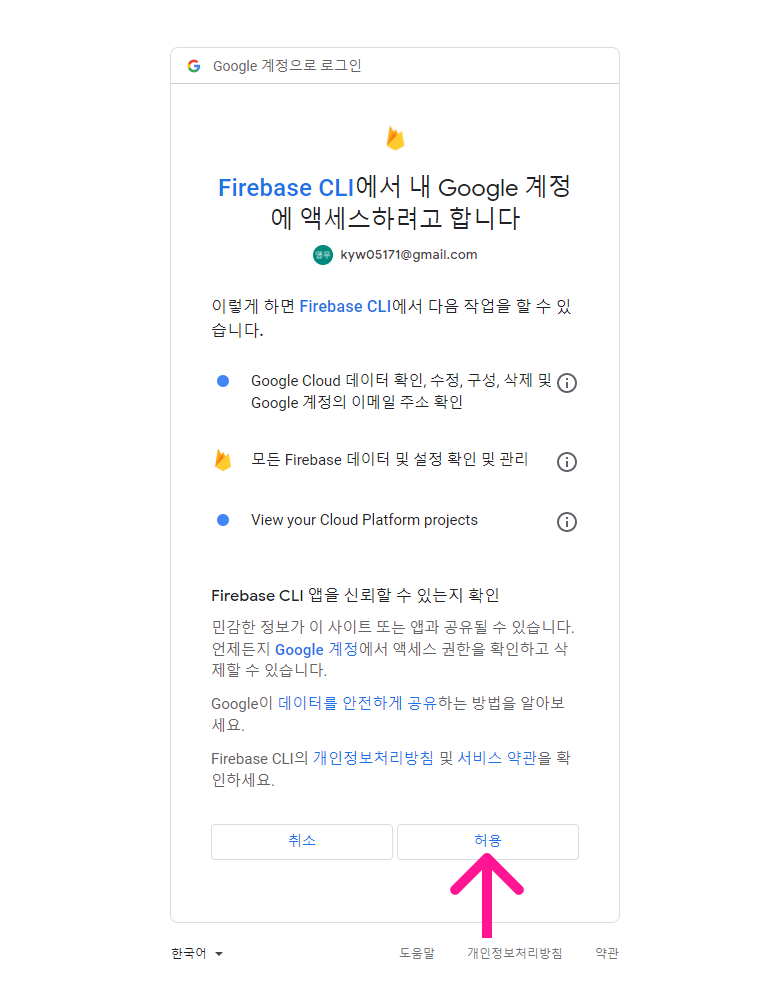 Google 계정으로 로그인
Firebase CLI에서 내 Google 계정
에 액세스하려고 합니다
kyw05171@gmail.com
이렇게 하면 Firebase CLI에서 다음 작업을 할 수 있
습니다.
Google Cloud 데이터 확인, 수정, 구성, 삭제 및
Google 계정의 이메일 주소 확인
모든 Firebase 데이터 및 설정 확인 및 관리
View your Cloud Platform projects
Firebase CLI 앱을 신뢰할 수 있는지 확인
민감한 정보가 이 사이트 또는 앱과 공유될 수 있습니다.
언제든지 Google 계정에서 액세스 권한을 확인하고 삭
제할 수 있습니다.
Google이 데이터를 안전하게 공유하는 방법을 알아보
세요.
Firebase CLI의 개인정보처리방침 및 서비스 약관을 확
인하세요.
취소
허용
한국어
도움말
개인정보처리방침
약관